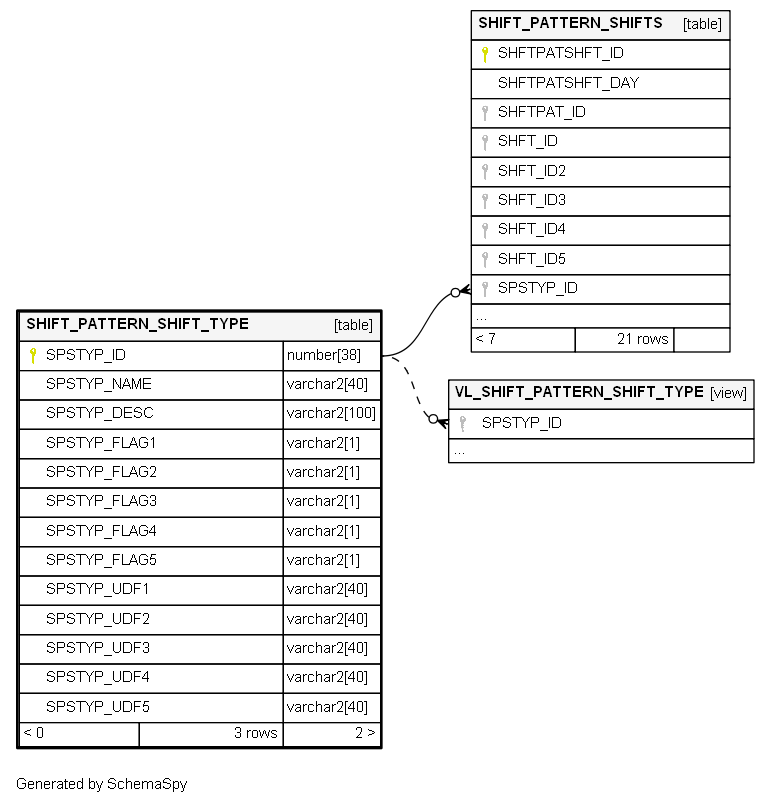 SHIFT_PATTERN_SHIFTS [table]
SHFTPATSHFT_ID
SHFTPATSHFT_DAY
SHFTPAT_ID
SHFT_ID
SHFT_ID2
SHFT_ID3
SHFT_ID4
SHFT_ID5
SPSTYP_ID
...
< 7 21 rows
SHIFT_PATTERN_SHIFT_TYPE [table]
SPSTYP_ID number[38]
SPSTYP_NAME varchar2[40]
SPSTYP_DESC varchar2[100]
SPSTYP_FLAG1 varchar2[1]
SPSTYP_FLAG2 varchar2[1]
SPSTYP_FLAG3 varchar2[1]
SPSTYP_FLAG4 varchar2[1]
SPSTYP_FLAG5 varchar2[1]
SPSTYP_UDF1 varchar2[40]
SPSTYP_UDF2 varchar2[40]
SPSTYP_UDF3 varchar2[40]
SPSTYP_UDF4 varchar2[40]
SPSTYP_UDF5 varchar2[40]
< 0 3 rows 2 >
VL_SHIFT_PATTERN_SHIFT_TYPE [view]
SPSTYP_ID
...
Generated by SchemaSpy